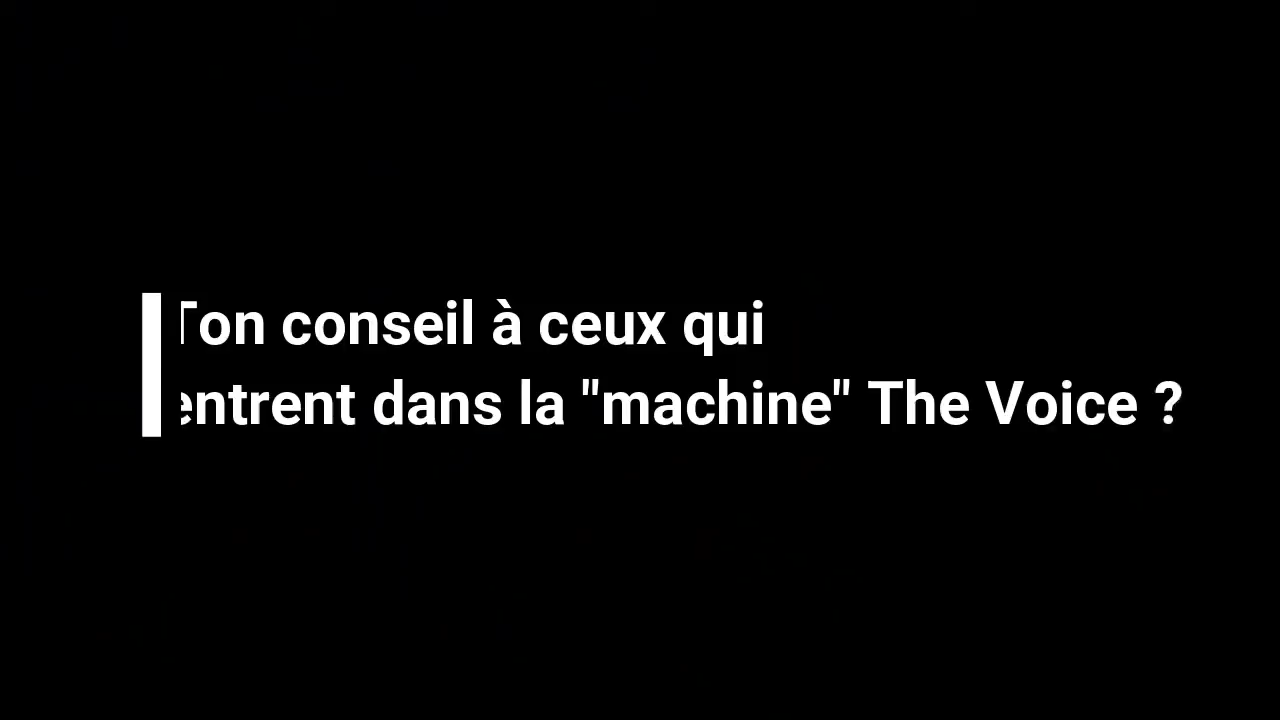 Ton conseil à ceux qui
entrent dans la "machine" The Voice ?